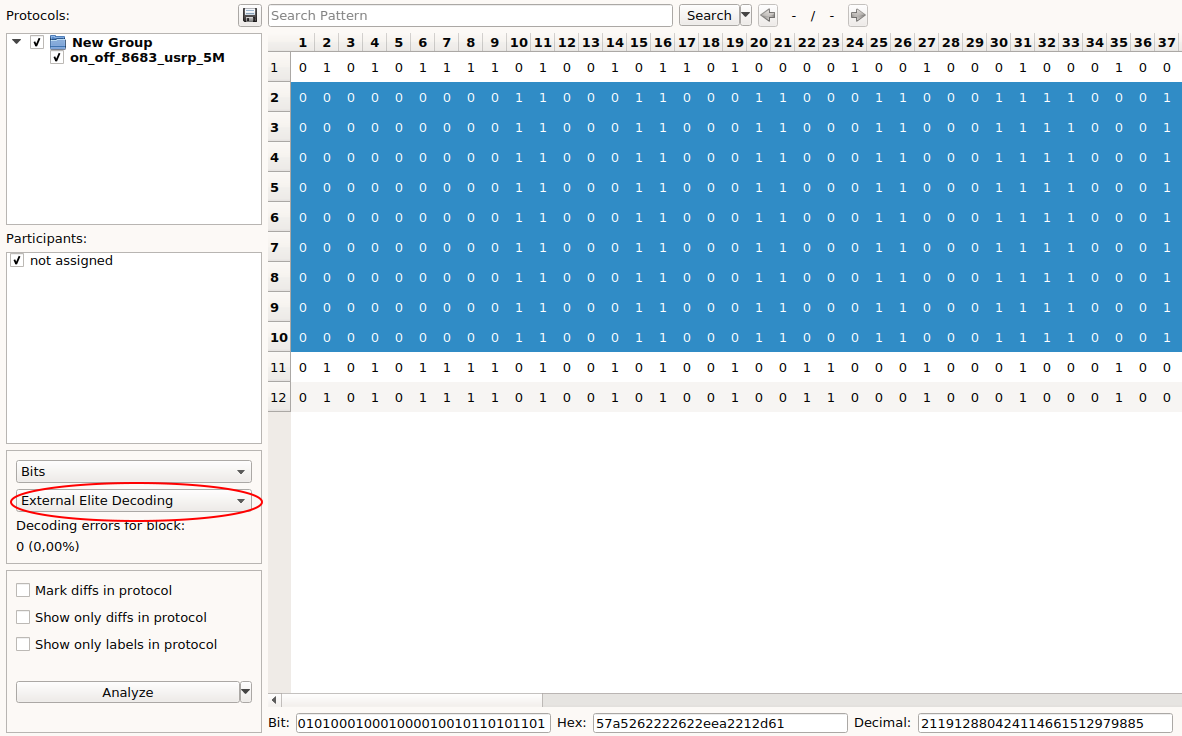 Protocols:
Search Pattern
Search
- / -
New Group
on_off_8683_usrp_5M
Participants:
not assigned
Bits
External Elite Decoding
Decoding errors for block:
0 (0,00%)
Mark diffs in protocol
Show only diffs in protocol
Show only labels in protocol
Analyze
1 2 3 4 5 6 7 8 9 10 11 12 13 14 15 16 17 18 19 20 21 22 23 24 25 26 27 28 29 30 31 32 33 34 35 36 37
1 0 1 0 1 0 1 1 1 1 0 1 0 0 1 0 1 1 0 1 0 0 0 0 1 0 0 1 0 0 0 1 0 0 0 1 0 0
2 0 0 0 0 0 0 0 0 0 1 1 0 0 0 1 1 0 0 0 1 1 0 0 0 1 1 0 0 0 1 1 1 1 0 0 0 1
3 0 0 0 0 0 0 0 0 0 1 1 0 0 0 1 1 0 0 0 1 1 0 0 0 1 1 0 0 0 1 1 1 1 0 0 0 1
4 0 0 0 0 0 0 0 0 0 1 1 0 0 0 1 1 0 0 0 1 1 0 0 0 1 1 0 0 0 1 1 1 1 0 0 0 1
5 0 0 0 0 0 0 0 0 0 1 1 0 0 0 1 1 0 0 0 1 1 0 0 0 1 1 0 0 0 1 1 1 1 0 0 0 1
6 0 0 0 0 0 0 0 0 0 1 1 0 0 0 1 1 0 0 0 1 1 0 0 0 1 1 0 0 0 1 1 1 1 0 0 0 1
7 0 0 0 0 0 0 0 0 0 1 1 0 0 0 1 1 0 0 0 1 1 0 0 0 1 1 0 0 0 1 1 1 1 0 0 0 1
8 0 0 0 0 0 0 0 0 0 1 1 0 0 0 1 1 0 0 0 1 1 0 0 0 1 1 0 0 0 1 1 1 1 0 0 0 1
9 0 0 0 0 0 0 0 0 0 1 1 0 0 0 1 1 0 0 0 1 1 0 0 0 1 1 0 0 0 1 1 1 1 0 0 0 1
10 0 0 0 0 0 0 0 0 0 1 1 0 0 0 1 1 0 0 0 1 1 0 0 0 1 1 0 0 0 1 1 1 1 0 0 0 1
11 0 1 0 1 0 1 1 1 1 0 1 0 0 1 0 1 0 0 1 0 0 1 1 0 0 0 1 0 0 0 1 0 0 0 1 0 0
12 0 1 0 1 0 1 1 1 1 0 1 0 0 1 0 1 0 0 1 0 0 1 1 0 0 0 1 0 0 0 1 0 0 0 1 0 0
Bit: 0101000100010000100101101​01101 Hex: 57a5262222622eea2212d61 Decimal: 211912880424114661512979885